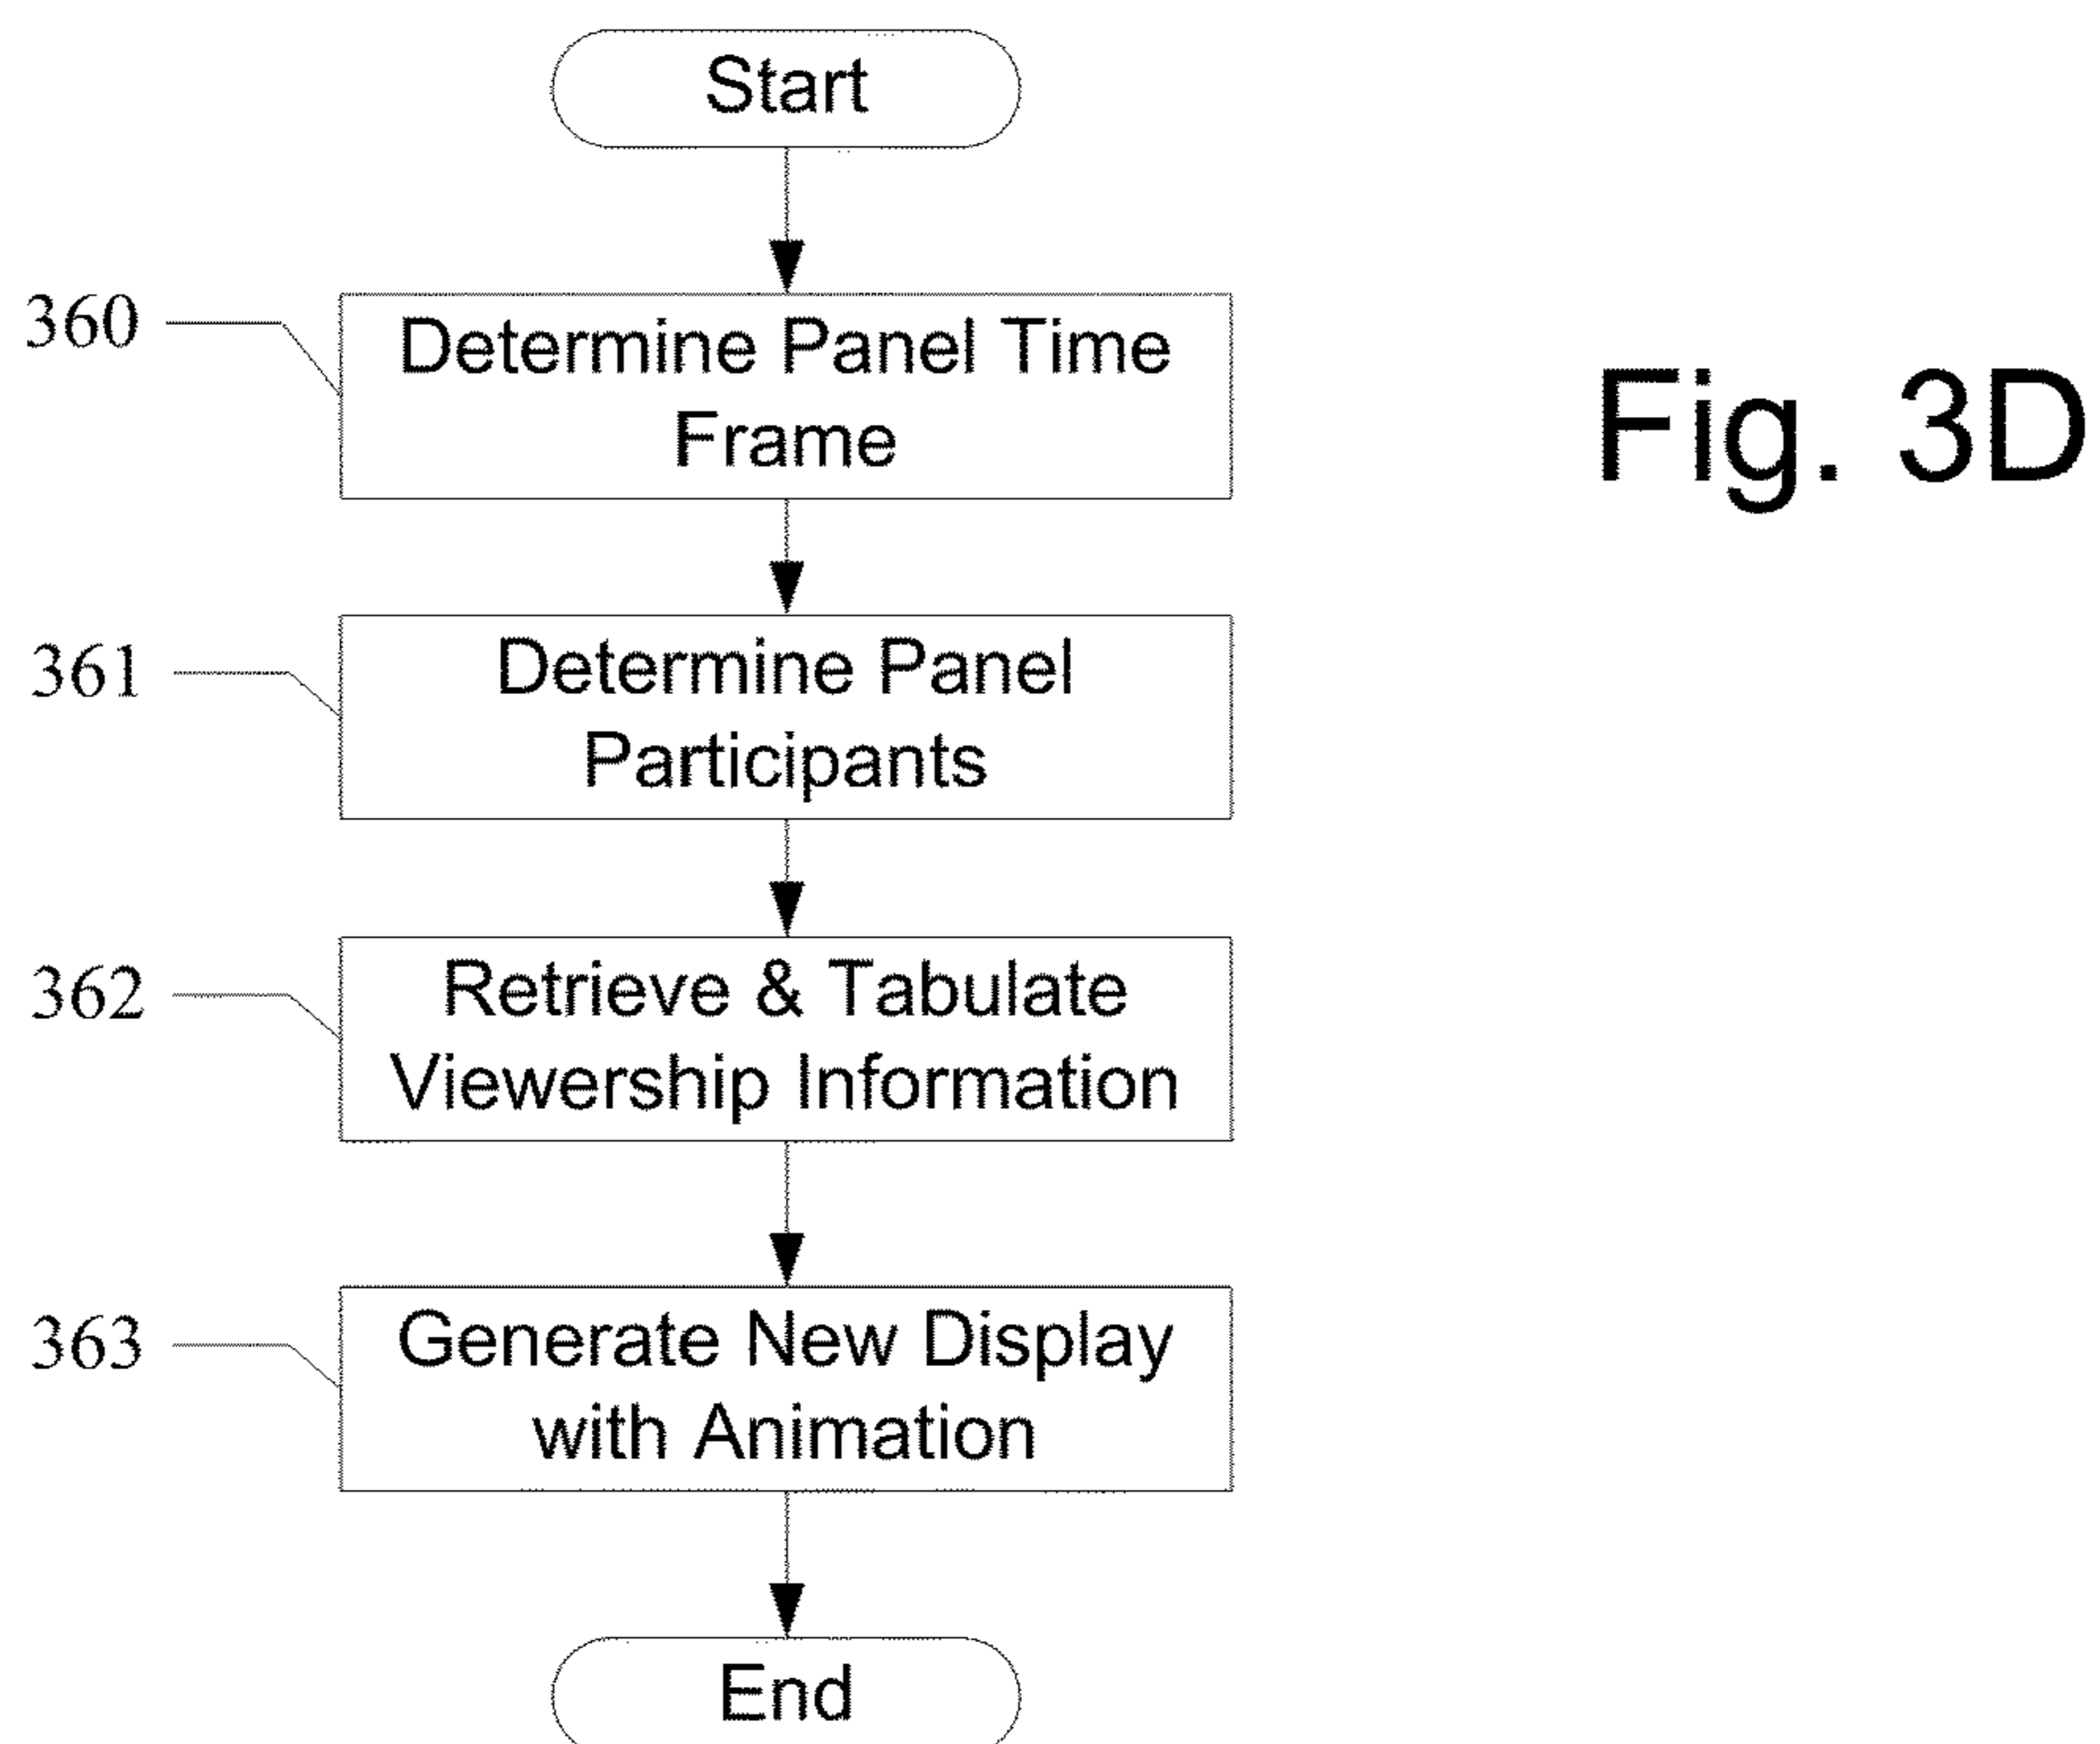 Start
360
Determine Panel Time
Frame
Fig. 3D
361
Determine Panel
Participants
362
Retrieve & Tabulate
Viewership Information
363
Generate New Display
with Animation
End